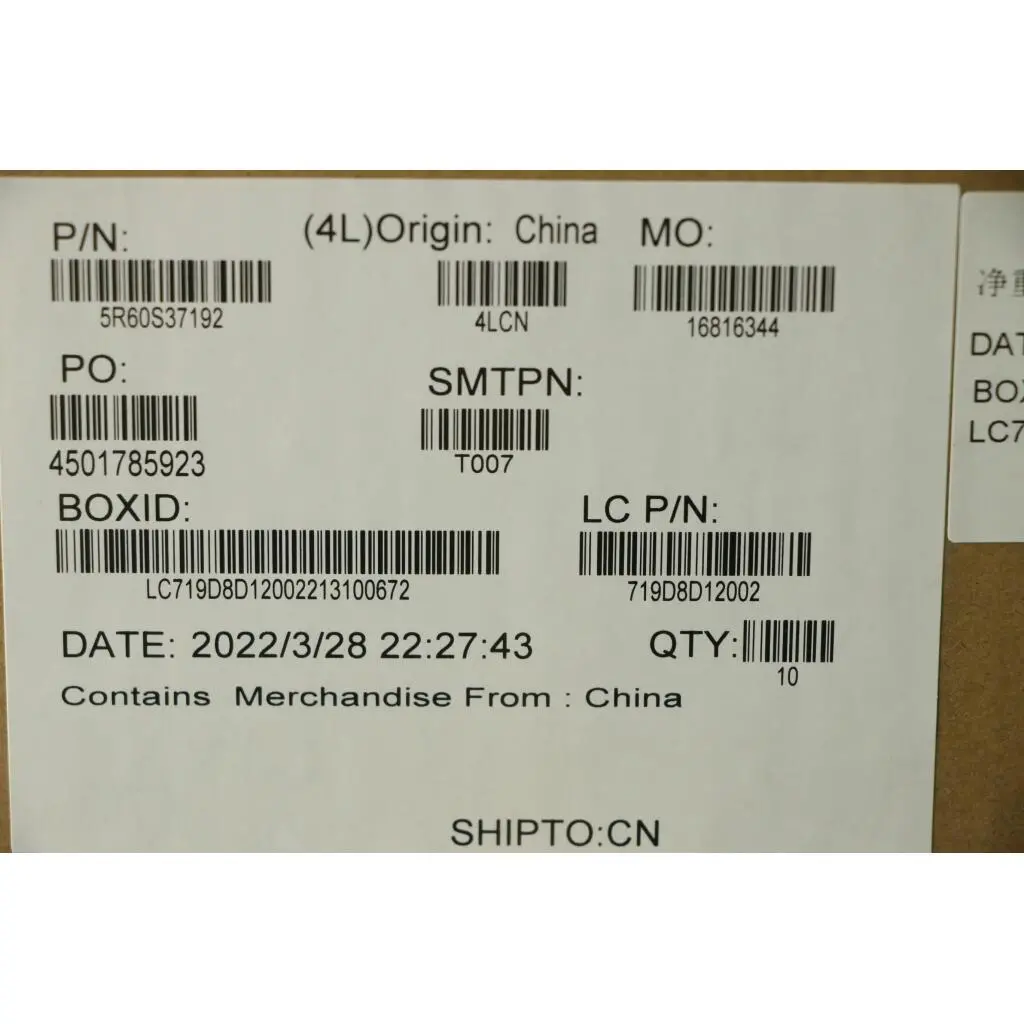 P/N:
(4L)Origin: China
MO:
5R60S37192
4LCN
16816344
PO:
SMTPN:
4501785923
T007
BOXID:
LC P/N:
LC719D8D12002213100672
719D8D12002
DATE: 2022/3/28 22:27:43
QTY:
10
Contains Merchandise From : China
SHIPTO:CN
净重
DAT
BOX
LC7